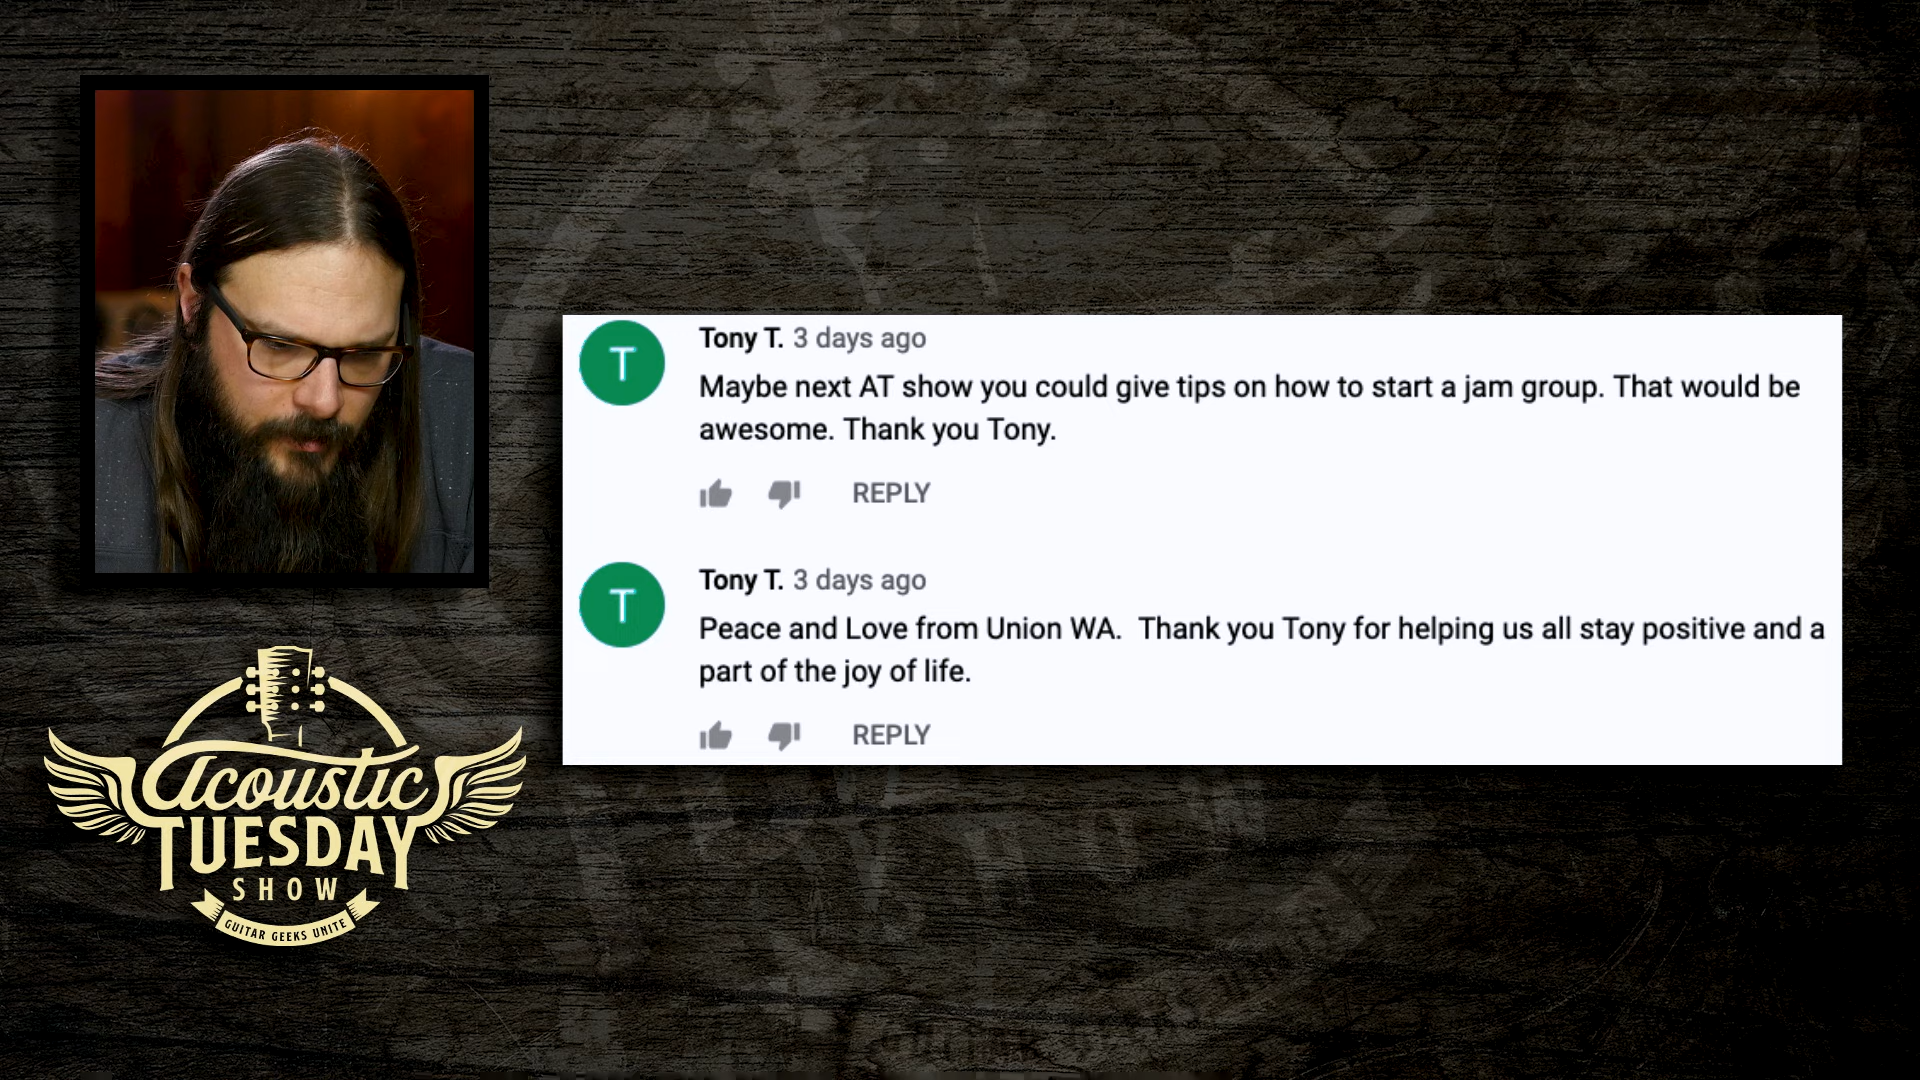 Tony T. 3 days ago
Maybe next AT show you could give tips on how to start a jam group. That would be
awesome. Thank you Tony.
REPLY
Tony T. 3 days ago
Peace and Love from Union WA.  Thank you Tony for helping us all stay positive and a
part of the joy of life.
REPLY
T
T
Acoustic
TUESDAY
SHOW
GUITAR GEEKS UNITE